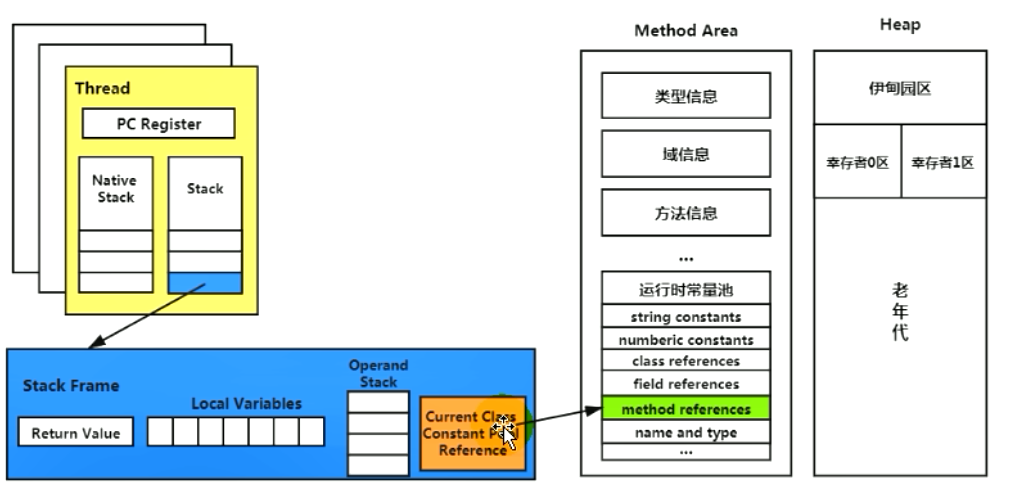 Thread
PC Register
Native
Stack
Stack
Stack Frame
Return Value
Local Variables
Operand
Stack
Current Class
Constant
Reference
Method Area
类型信息
域信息
方法信息
...
运行时常量池
string constants
numberic constants
class references
field references
method references
name and type
...
Heap
伊甸园区
幸存者0区
幸存者1区
老
年
代